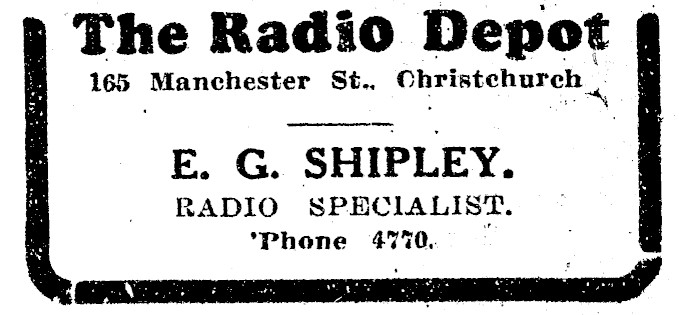 The Radio Depot
165 Manchester St., Christchurch
E. G. SHIPLEY.
RADIO SPECIALIST.
'Phone 4770.